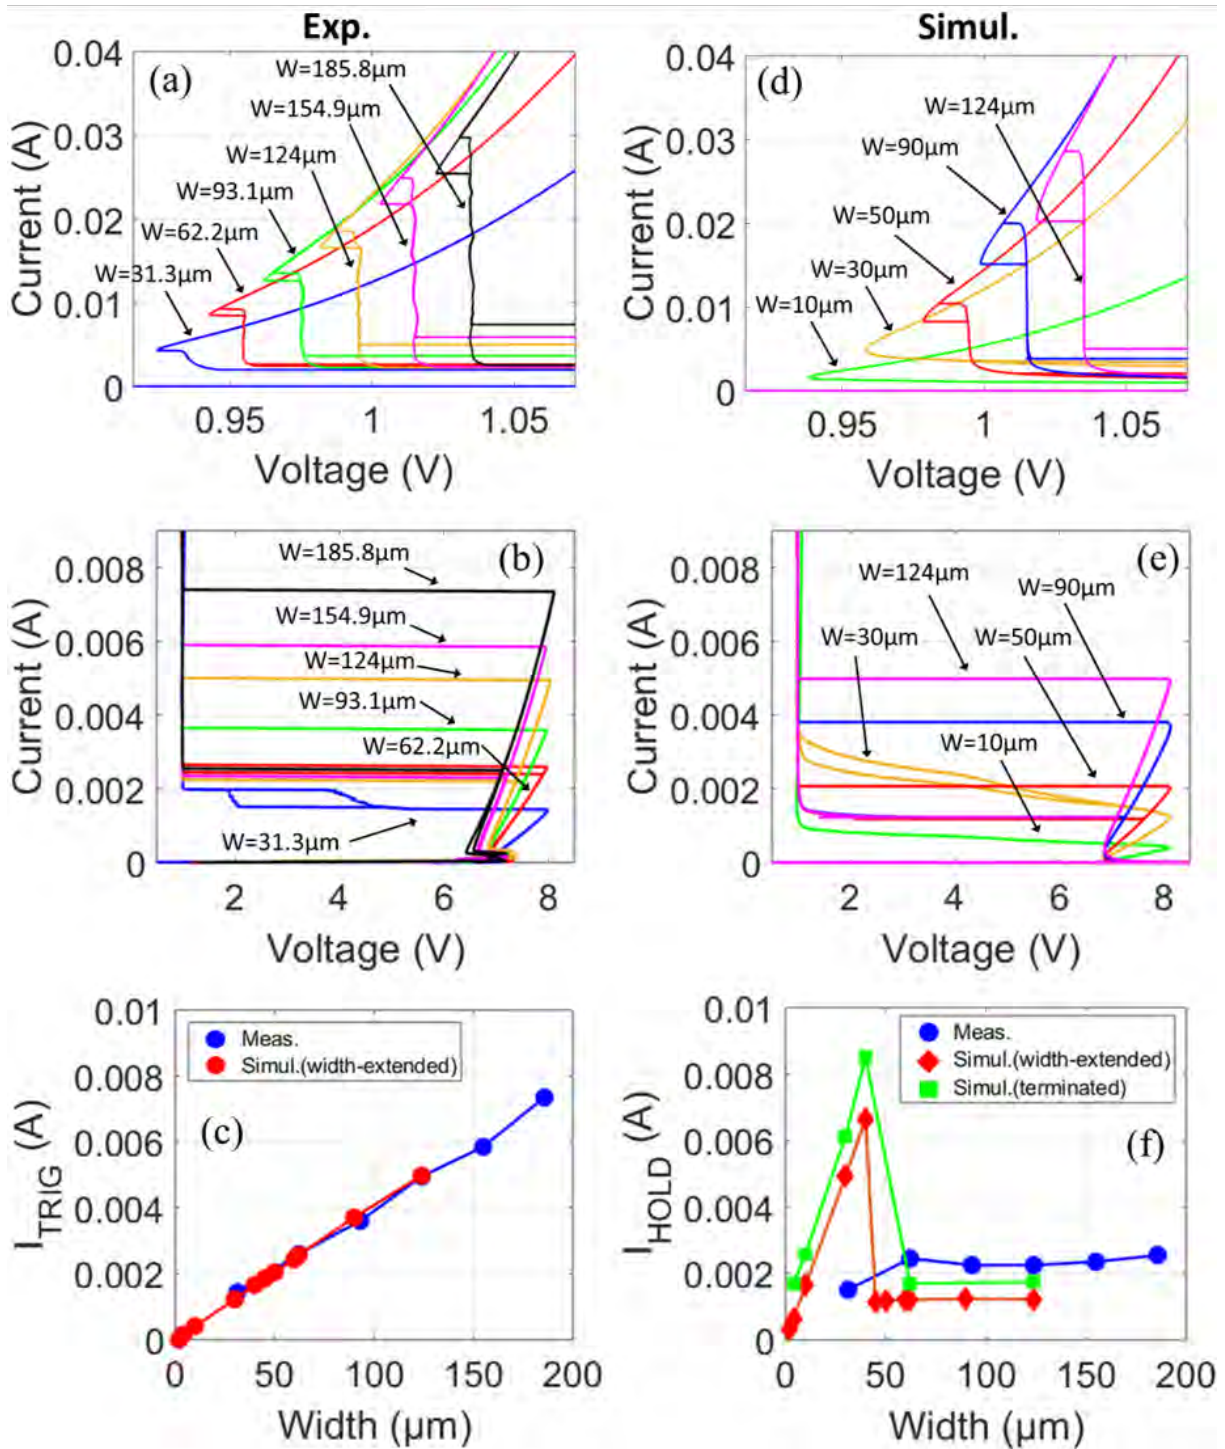 Exp.
Simul.
(a)
W=185.8μm
W=154.9μm
W=124μm
W=93.1μm
W=62.2μm
W=31.3μm
Current (A)
0.04
0.03
0.02
0.01
0
0.95
1
1.05
Voltage (V)
(d)
W=124μm
W=90μm
W=50μm
W=30μm
W=10μm
Current (A)
0.04
0.03
0.02
0.01
0
0.95
1
1.05
Voltage (V)
(b)
W=185.8μm
W=154.9μm
W=124μm
W=93.1μm
W=62.2μm
W=31.3μm
Current (A)
0.008
0.006
0.004
0.002
0
2
4
6
8
Voltage (V)
(e)
W=124μm
W=90μm
W=30μm
W=50μm
W=10μm
Current (A)
0.008
0.006
0.004
0.002
0
2
4
6
8
Voltage (V)
(c)
Meas.
Simul.(width-extended)
I_TRIG (A)
0.01
0.008
0.006
0.004
0.002
0
0
50
100
150
200
Width (μm)
(f)
Meas.
Simul.(width-extended)
Simul.(terminated)
I_HOLD (A)
0.01
0.008
0.006
0.004
0.002
0
0
50
100
150
200
Width (μm)